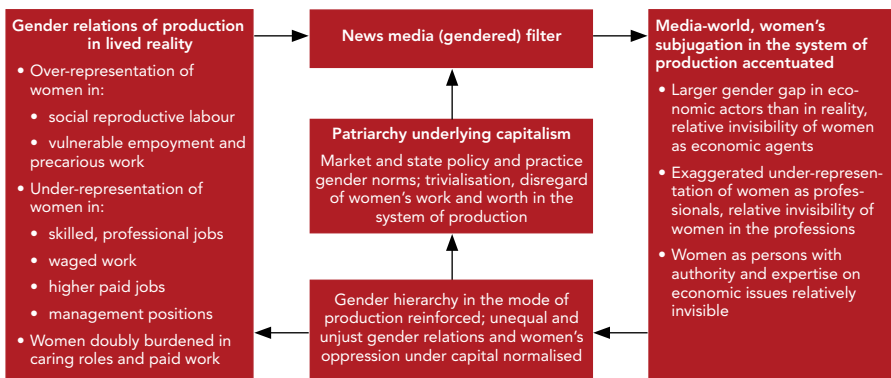 Gender relations of production
in lived reality
• Over-representation of
women in:
• social reproductive labour
• vulnerable empoyment and
precarious work
• Under-representation of
women in:
• skilled, professional jobs
• waged work
• higher paid jobs
• management positions
• Women doubly burdened in
caring roles and paid work
News media (gendered) filter
Patriarchy underlying capitalism
Market and state policy and practice
gender norms; trivialisation, disregard
of women's work and worth in the
system of production
Gender hierarchy in the mode of
production reinforced; unequal and
unjust gender relations and women's
oppression under capital normalised
Media-world, women's
subjugation in the system of
production accentuated
• Larger gender gap in eco-
nomic actors than in reality,
relative invisibility of women
as economic agents
• Exaggerated under-represen-
tation of women as profes-
sionals, relative invisibility of
women in the professions
• Women as persons with
authority and expertise on
economic issues relatively
invisible